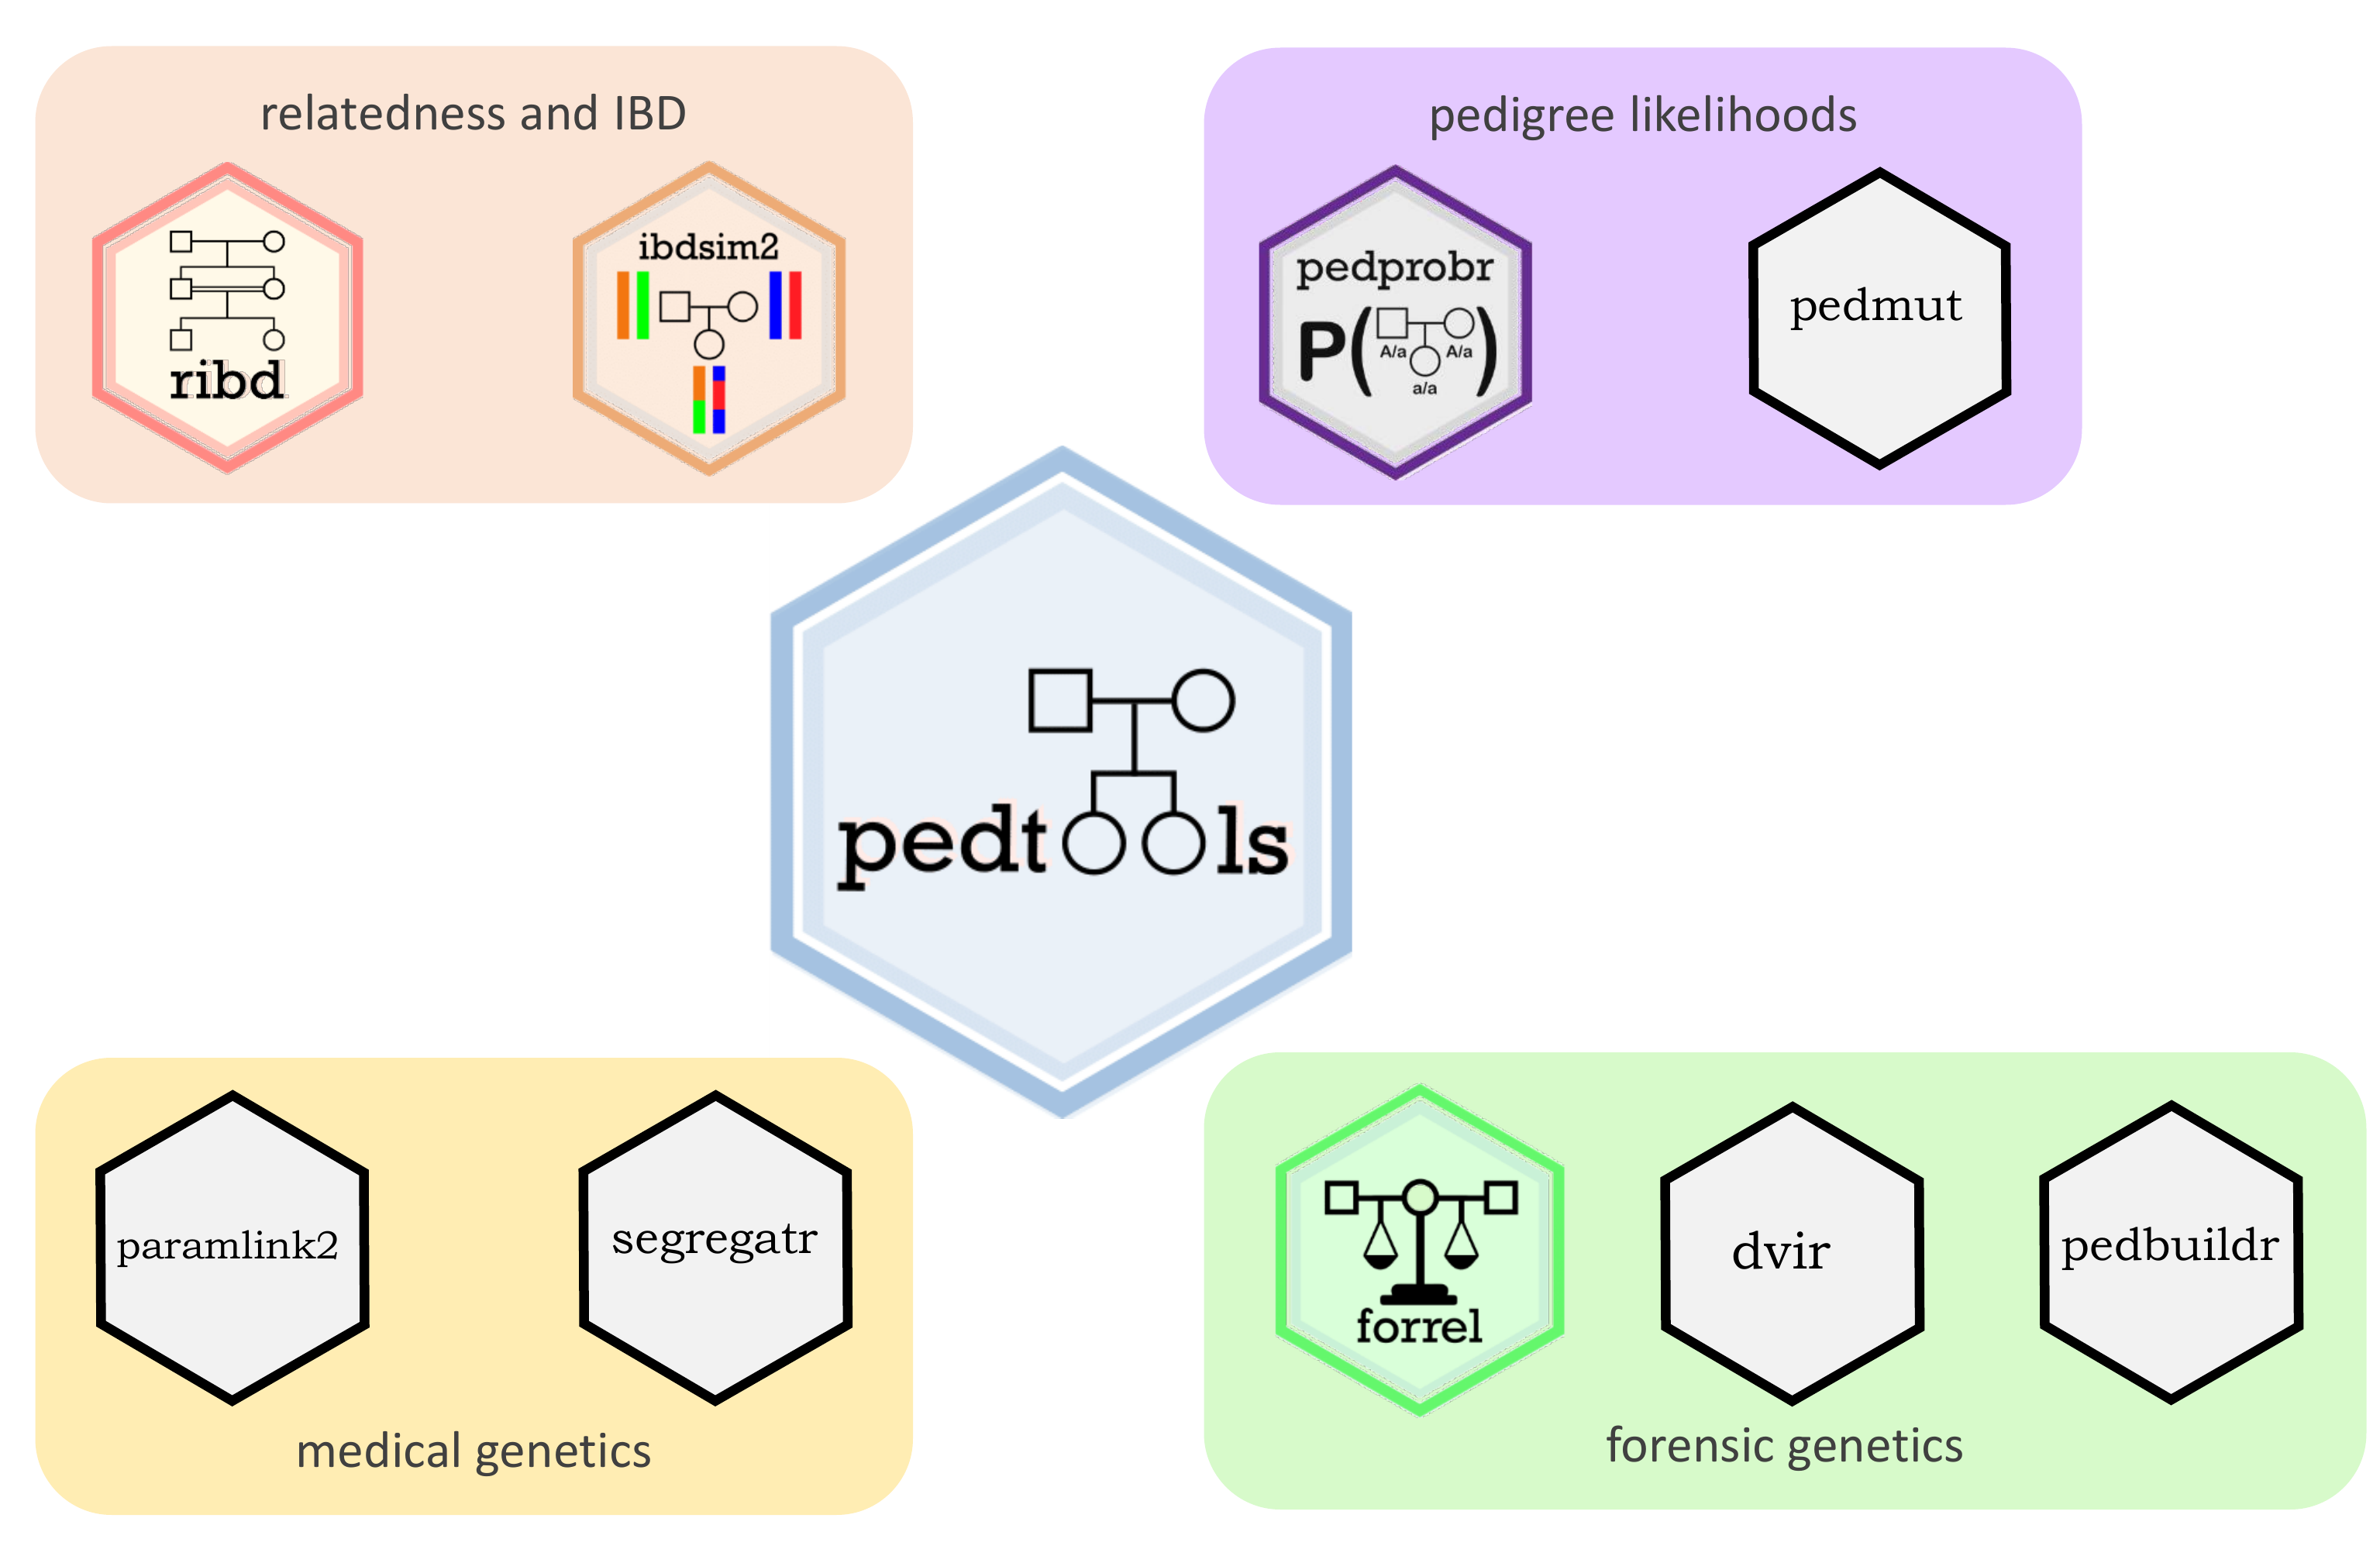 relatedness and IBD
ribd
ibdsim2
pedigree likelihoods
pedprobr
P( )
A/a A/a
a/a
pedmut
pedtools
paramlink2
segregatr
medical genetics
forrel
dvir
pedbuildr
forensic genetics